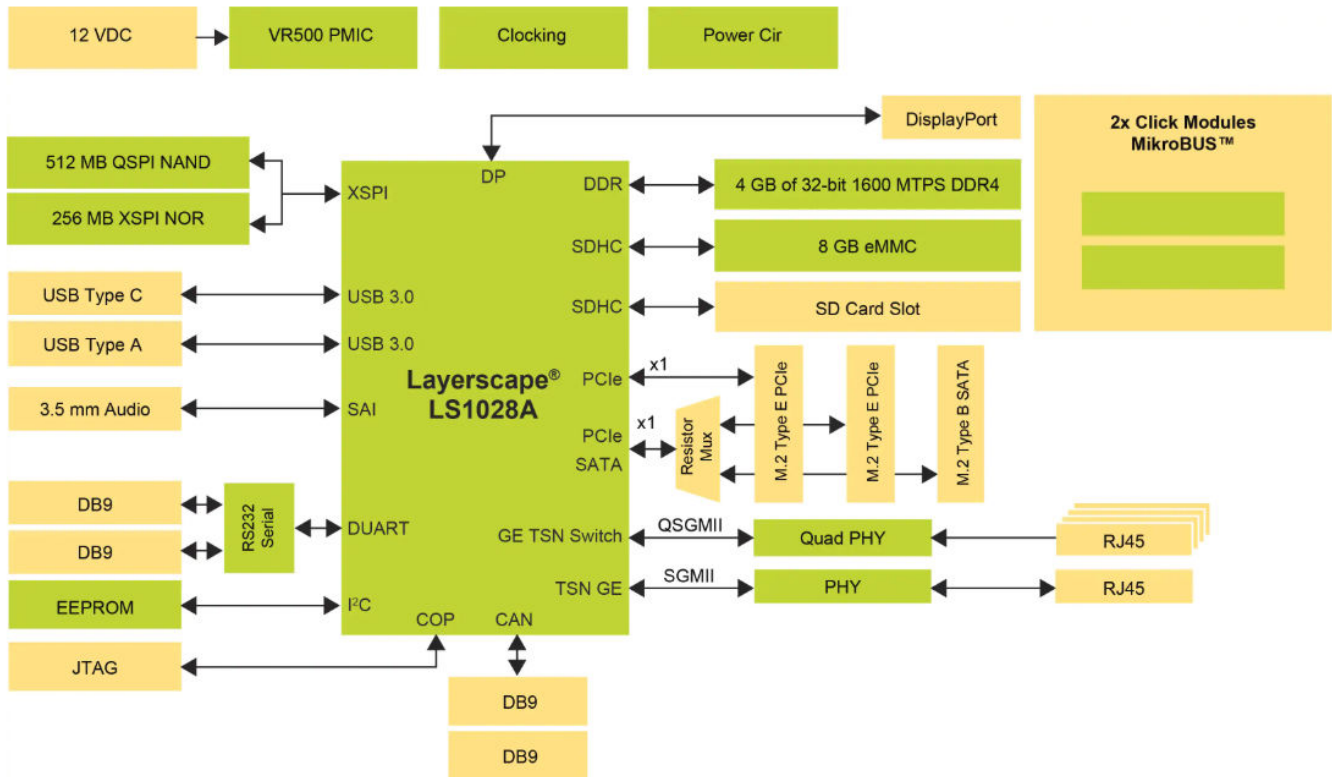 12 VDC
VR500 PMIC
Clocking
Power Cir
DisplayPort
2x Click Modules
MikroBUS™
512 MB QSPI NAND
256 MB XSPI NOR
XSPI
DP
DDR
4 GB of 32-bit 1600 MTPS DDR4
SDHC
8 GB eMMC
USB Type C
USB 3.0
SDHC
SD Card Slot
USB Type A
USB 3.0
Layerscape®
LS1028A
PCIe
x1
3.5 mm Audio
SAI
PCIe
SATA
x1
Resistor
Mux
M.2 Type E PCIe
M.2 Type E PCIe
M.2 Type B SATA
DB9
DB9
RS232
Serial
DUART
GE TSN Switch
QSGMII
Quad PHY
RJ45
TSN GE
SGMII
PHY
RJ45
EEPROM
I²C
COP
CAN
JTAG
DB9
DB9